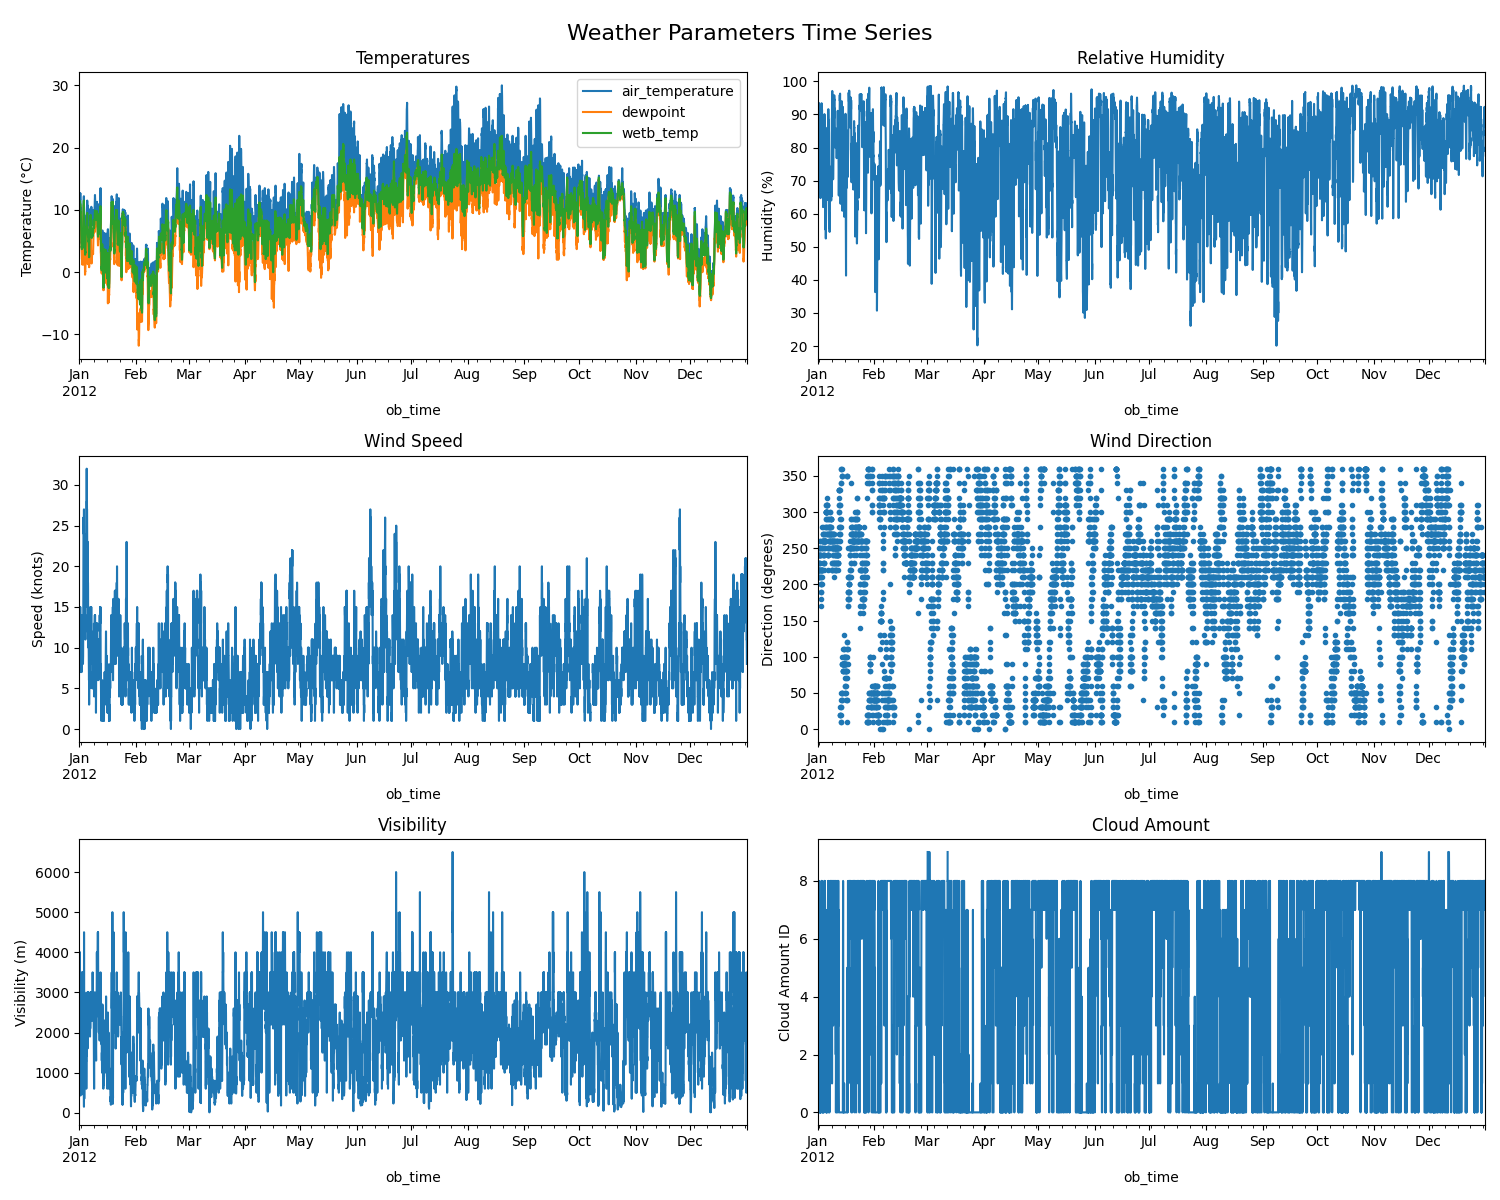 Weather Parameters Time Series
Temperatures
Temperature (°C)
30
20
10
0
−10
air_temperature
dewpoint
wetb_temp
Jan Feb Mar Apr May Jun Jul Aug Sep Oct Nov Dec
2012
ob_time
Relative Humidity
Humidity (%)
100
90
80
70
60
50
40
30
20
Jan Feb Mar Apr May Jun Jul Aug Sep Oct Nov Dec
2012
ob_time
Wind Speed
Speed (knots)
30
25
20
15
10
5
0
Jan Feb Mar Apr May Jun Jul Aug Sep Oct Nov Dec
2012
ob_time
Wind Direction
Direction (degrees)
350
300
250
200
150
100
50
0
Jan Feb Mar Apr May Jun Jul Aug Sep Oct Nov Dec
2012
ob_time
Visibility
Visibility (m)
6000
5000
4000
3000
2000
1000
0
Jan Feb Mar Apr May Jun Jul Aug Sep Oct Nov Dec
2012
ob_time
Cloud Amount
Cloud Amount ID
8
6
4
2
0
Jan Feb Mar Apr May Jun Jul Aug Sep Oct Nov Dec
2012
ob_time